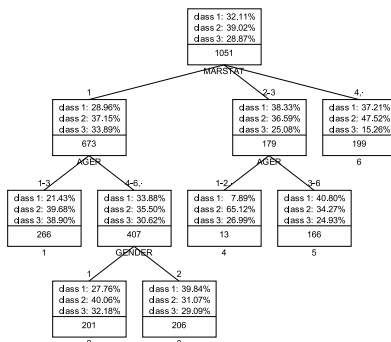 class 1: 32.11%
class 2: 39.02%
class 3: 28.87%
1051
MARSTAT
1
2-3
4,·
class 1: 28.96%
class 2: 37.15%
class 3: 33.89%
673
AGER
class 1: 38.33%
class 2: 36.59%
class 3: 25.08%
179
AGER
class 1: 37.21%
class 2: 47.52%
class 3: 15.26%
199
6
1-3
4-6,·
1-2,·
3-6
class 1: 21.43%
class 2: 39.68%
class 3: 38.90%
266
1
class 1: 33.88%
class 2: 35.50%
class 3: 30.62%
407
GENDER
class 1: 7.89%
class 2: 65.12%
class 3: 26.99%
13
4
class 1: 40.80%
class 2: 34.27%
class 3: 24.93%
166
5
1
2
class 1: 27.76%
class 2: 40.06%
class 3: 32.18%
201
class 1: 39.84%
class 2: 31.07%
class 3: 29.09%
206